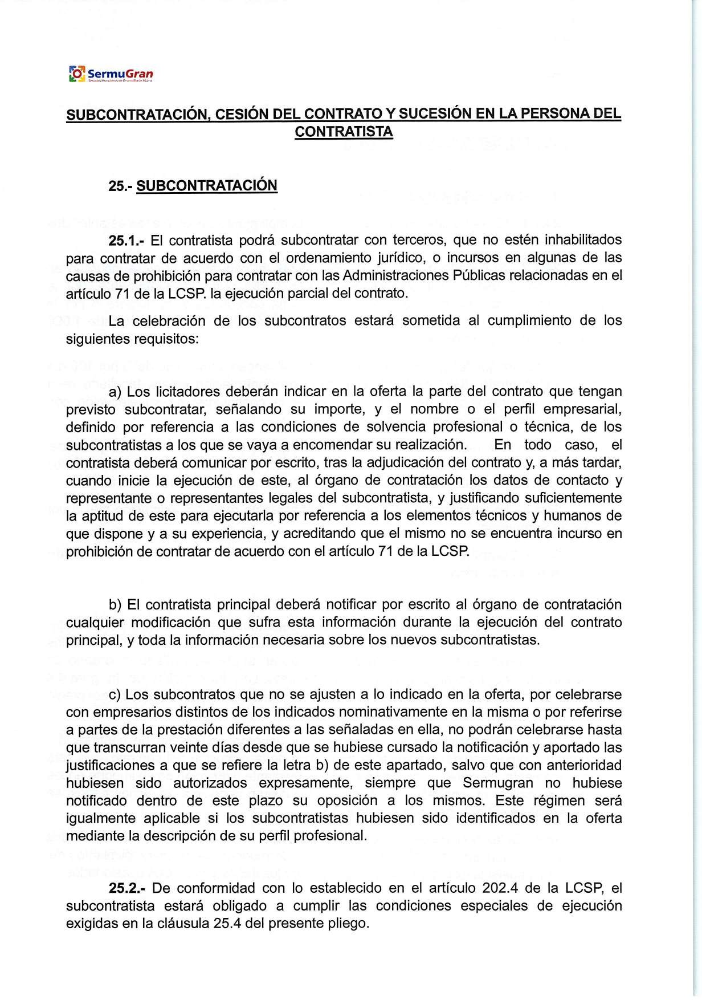 SermuGran
Servicios Municipales de Granadilla de Abona
SUBCONTRATACIÓN, CESIÓN DEL CONTRATO Y SUCESIÓN EN LA PERSONA DEL
CONTRATISTA
25.- SUBCONTRATACIÓN
25.1.- El contratista podrá subcontratar con terceros, que no estén inhabilitados
para contratar de acuerdo con el ordenamiento jurídico, o incursos en algunas de las
causas de prohibición para contratar con las Administraciones Públicas relacionadas en el
artículo 71 de la LCSP. la ejecución parcial del contrato.
La celebración de los subcontratos estará sometida al cumplimiento de los
siguientes requisitos:
a) Los licitadores deberán indicar en la oferta la parte del contrato que tengan
previsto subcontratar, señalando su importe, y el nombre o el perfil empresarial,
definido por referencia a las condiciones de solvencia profesional o técnica, de los
subcontratistas a los que se vaya a encomendar su realización. En todo caso, el
contratista deberá comunicar por escrito, tras la adjudicación del contrato y, a más tardar,
cuando inicie la ejecución de este, al órgano de contratación los datos de contacto y
representante o representantes legales del subcontratista, y justificando suficientemente
la aptitud de este para ejecutarla por referencia a los elementos técnicos y humanos de
que dispone y a su experiencia, y acreditando que el mismo no se encuentra incurso en
prohibición de contratar de acuerdo con el artículo 71 de la LCSP.
b) El contratista principal deberá notificar por escrito al órgano de contratación
cualquier modificación que sufra esta información durante la ejecución del contrato
principal, y toda la información necesaria sobre los nuevos subcontratistas.
c) Los subcontratos que no se ajusten a lo indicado en la oferta, por celebrarse
con empresarios distintos de los indicados nominativamente en la misma o por referirse
a partes de la prestación diferentes a las señaladas en ella, no podrán celebrarse hasta
que transcurran veinte días desde que se hubiese cursado la notificación y aportado las
justificaciones a que se refiere la letra b) de este apartado, salvo que con anterioridad
hubiesen sido autorizados expresamente, siempre que Sermugran no hubiese
notificado dentro de este plazo su oposición a los mismos. Este régimen será
igualmente aplicable si los subcontratistas hubiesen sido identificados en la oferta
mediante la descripción de su perfil profesional.
25.2.- De conformidad con lo establecido en el artículo 202.4 de la LCSP, el
subcontratista estará obligado a cumplir las condiciones especiales de ejecución
exigidas en la cláusula 25.4 del presente pliego.